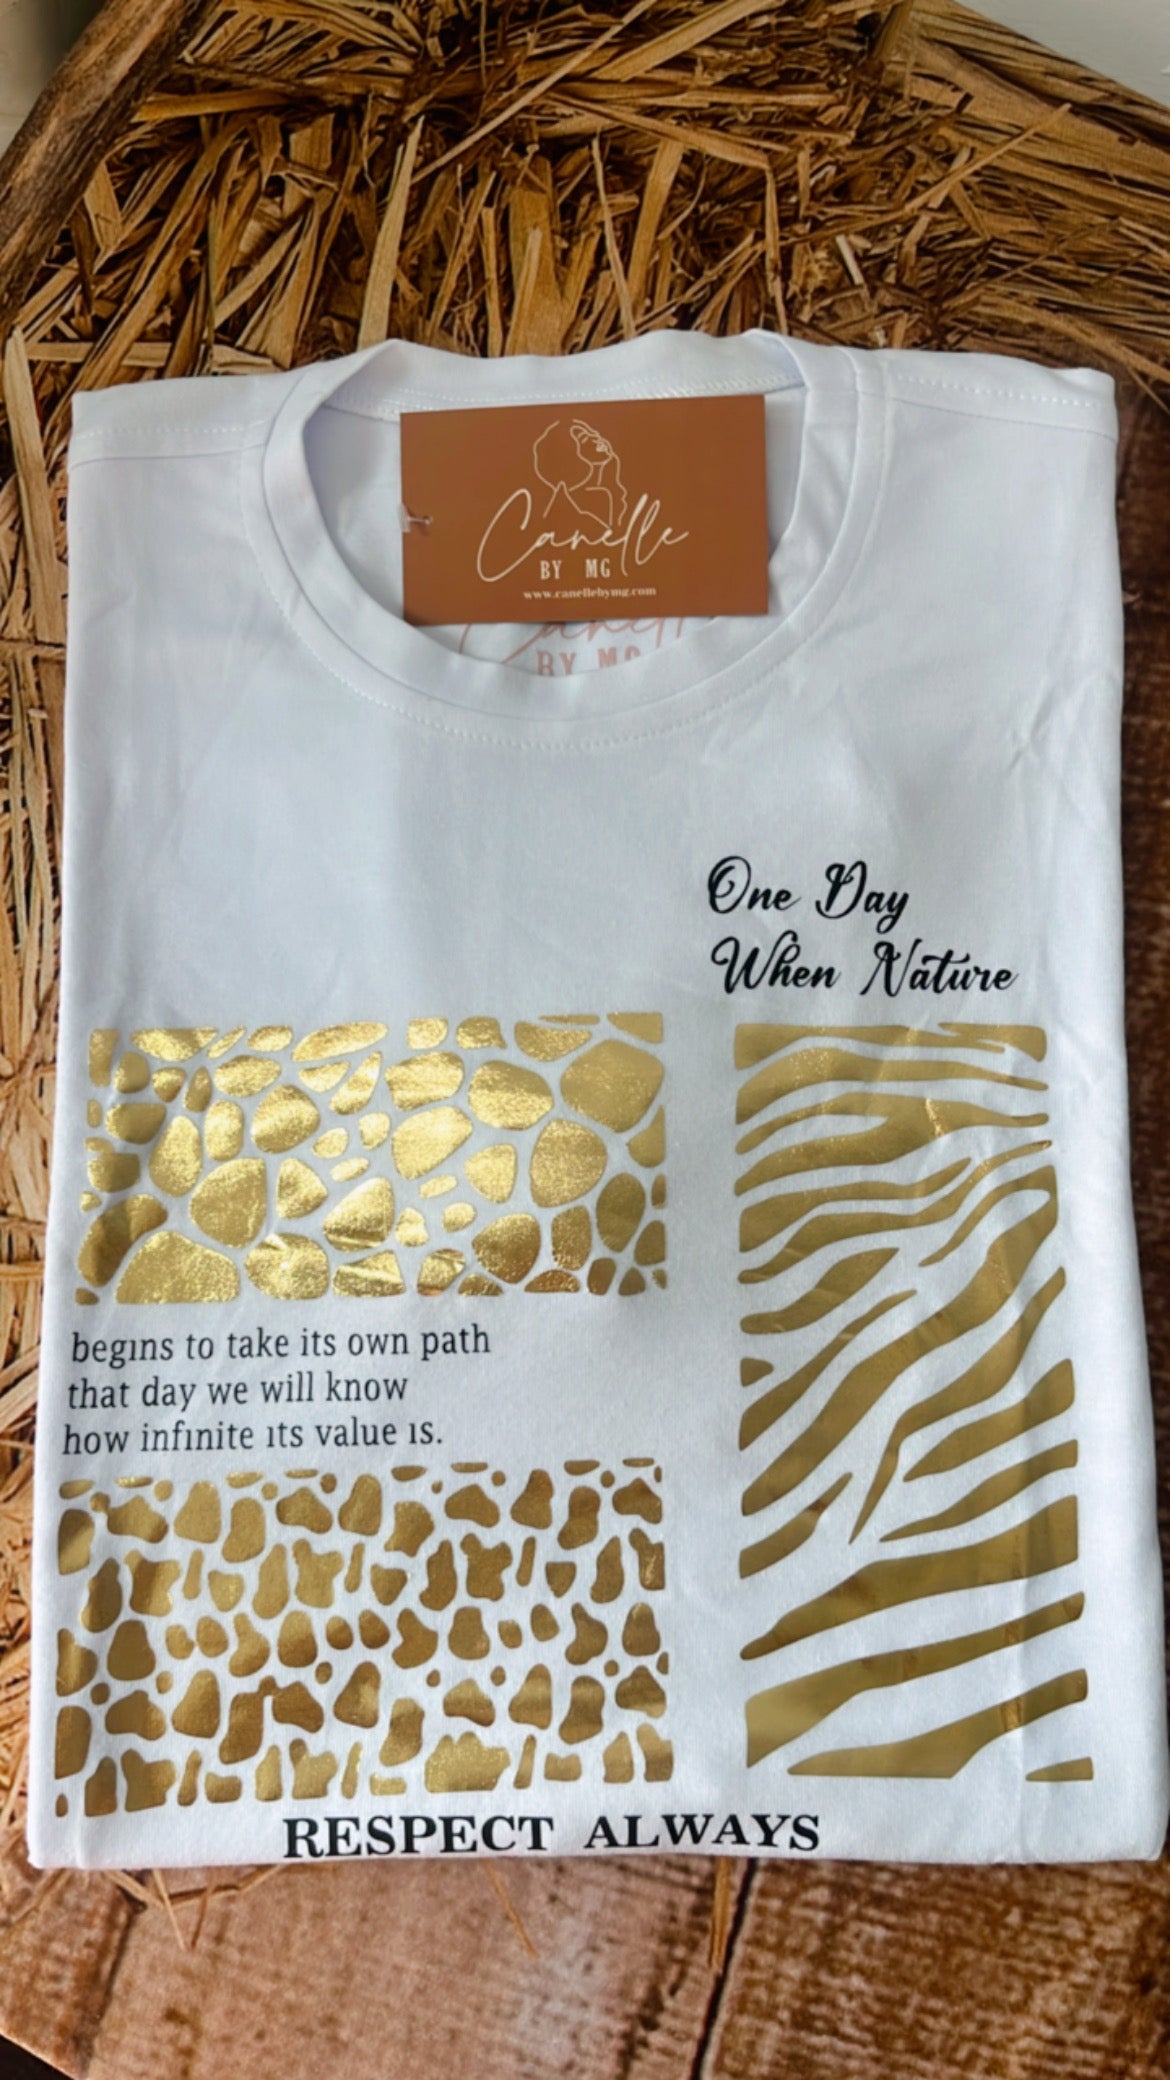 Canelle
BY MG
www.canellebymg.com
Canelle
BY MG
One Day
When Nature
begins to take its own path
that day we will know
how infinite its value is.
RESPECT ALWAYS